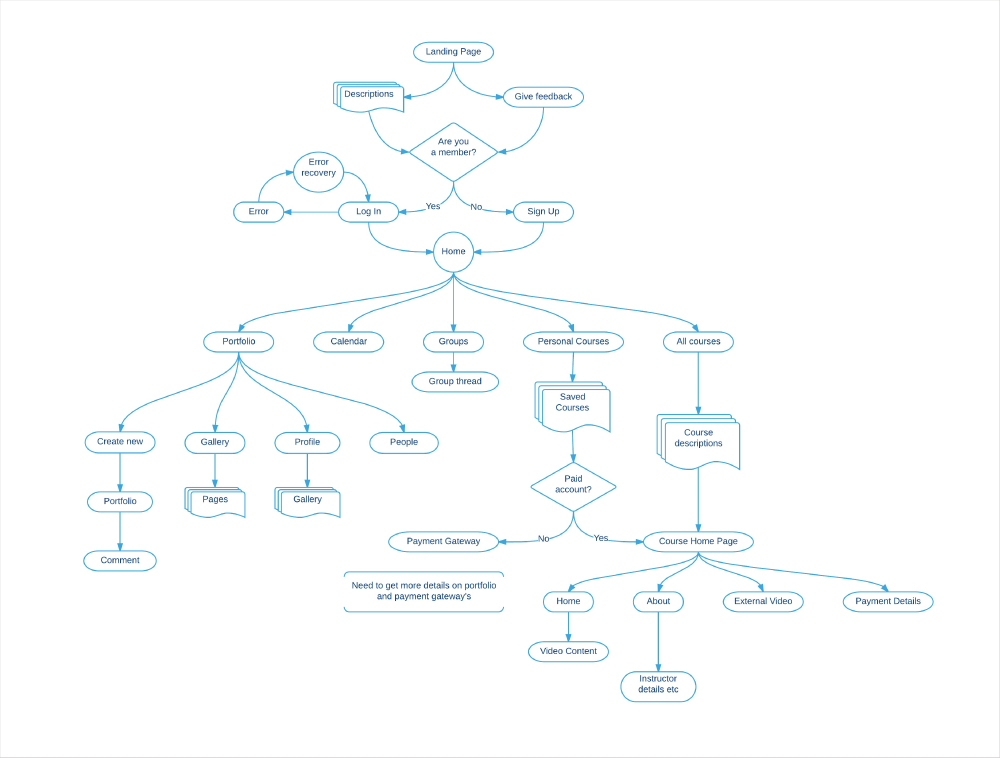 Landing Page
Descriptions
Give feedback
Are you
a member?
Error
recovery
Yes
No
Error
Log In
Sign Up
Home
Portfolio
Calendar
Groups
Personal Courses
All courses
Group thread
Saved
Courses
Course
descriptions
Create new
Gallery
Profile
People
Paid
account?
Portfolio
Pages
Gallery
No
Yes
Payment Gateway
Course Home Page
Comment
Need to get more details on portfolio
and payment gateway's
Home
About
External Video
Payment Details
Video Content
Instructor
details etc